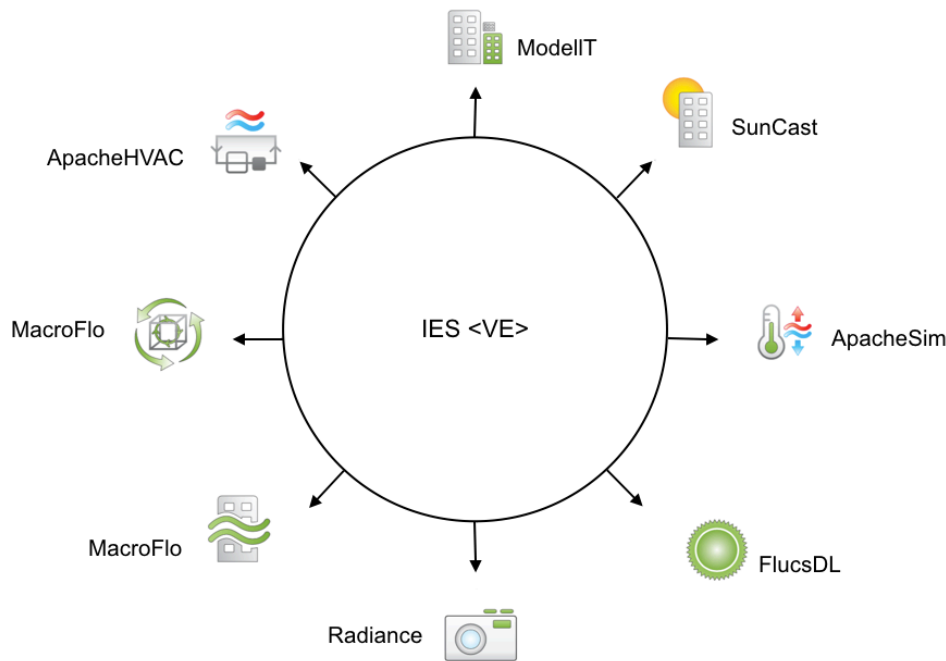 ModelIT
SunCast
ApacheHVAC
MacroFlo
IES <VE>
ApacheSim
MacroFlo
FlucsDL
Radiance